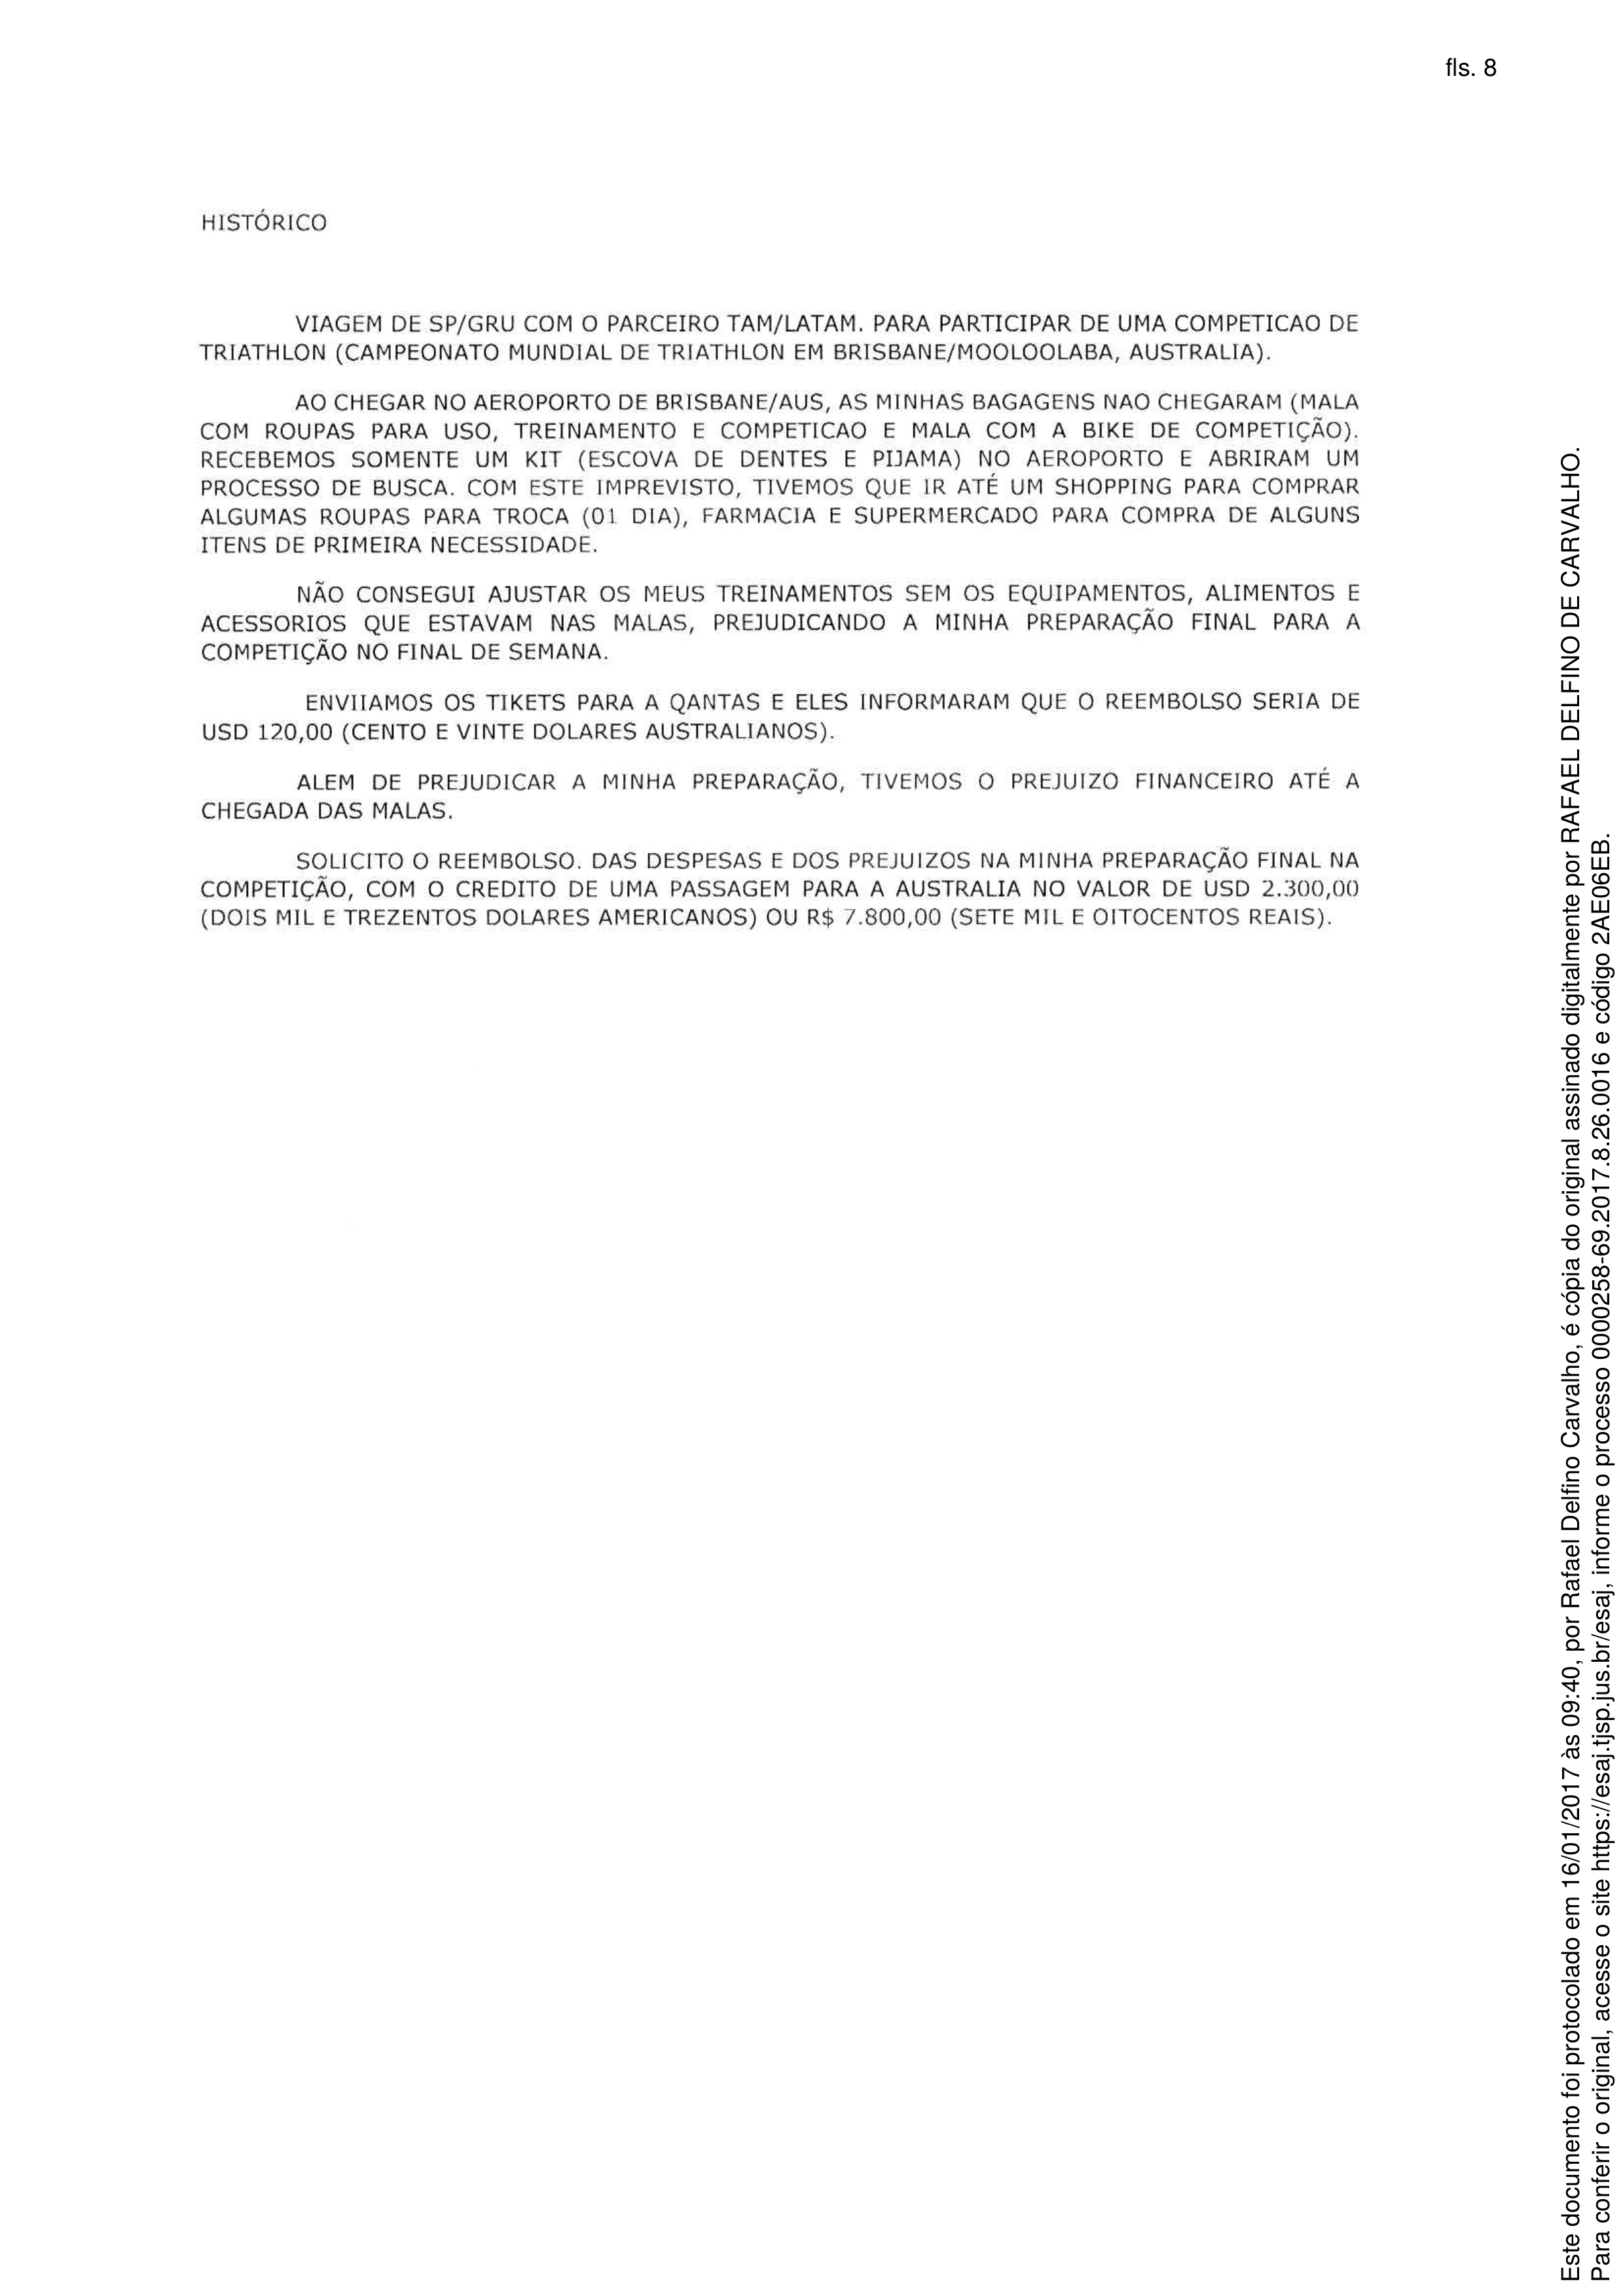 fls. 8
HISTÓRICO
VIAGEM DE SP/GRU COM O PARCEIRO TAM/LATAM. PARA PARTICIPAR DE UMA COMPETICAO DE
TRIATHLON (CAMPEONATO MUNDIAL DE TRIATHLON EM BRISBANE/MOOLOOLABA, AUSTRALIA).
AO CHEGAR NO AEROPORTO DE BRISBANE/AUS, AS MINHAS BAGAGENS NAO CHEGARAM (MALA
COM ROUPAS PARA USO, TREINAMENTO E COMPETICAO E MALA COM A BIKE DE COMPETIÇÃO).
RECEBEMOS SOMENTE UM KIT (ESCOVA DE DENTES E PIJAMA) NO AEROPORTO E ABRIRAM UM
PROCESSO DE BUSCA. COM ESTE IMPREVISTO, TIVEMOS QUE IR ATÉ UM SHOPPING PARA COMPRAR
ALGUMAS ROUPAS PARA TROCA (01 DIA), FARMACIA E SUPERMERCADO PARA COMPRA DE ALGUNS
ITENS DE PRIMEIRA NECESSIDADE.
NÃO CONSEGUI AJUSTAR OS MEUS TREINAMENTOS SEM OS EQUIPAMENTOS, ALIMENTOS E
ACESSORIOS QUE ESTAVAM NAS MALAS, PREJUDICANDO A MINHA PREPARAÇÃO FINAL PARA A
COMPETIÇÃO NO FINAL DE SEMANA.
ENVIIAMOS OS TIKETS PARA A QANTAS E ELES INFORMARAM QUE O REEMBOLSO SERIA DE
USD 120,00 (CENTO E VINTE DOLARES AUSTRALIANOS).
ALEM DE PREJUDICAR A MINHA PREPARAÇÃO, TIVEMOS O PREJUIZO FINANCEIRO ATÉ A
CHEGADA DAS MALAS.
SOLICITO O REEMBOLSO. DAS DESPESAS E DOS PREJUIZOS NA MINHA PREPARAÇÃO FINAL NA
COMPETIÇÃO, COM O CREDITO DE UMA PASSAGEM PARA A AUSTRALIA NO VALOR DE USD 2.300,00
(DOIS MIL E TREZENTOS DOLARES AMERICANOS) OU R$ 7.800,00 (SETE MIL E OITOCENTOS REAIS).
Este documento foi protocolado em 16/01/2017 às 09:40, por Rafael Delfino Carvalho, é cópia do original assinado digitalmente por RAFAEL DELFINO DE CARVALHO.
Para conferir o original, acesse o site https://esaj.tjsp.jus.br/esaj, informe o processo 0000258-69.2017.8.26.0016 e código 2AE06EB.